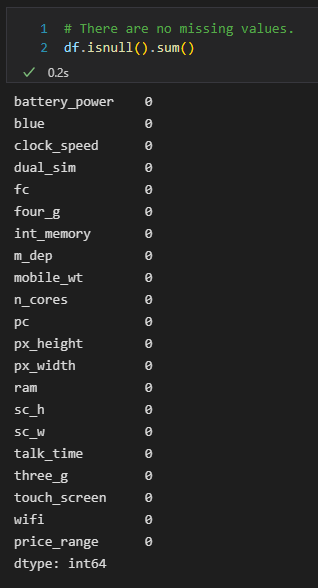 1 # There are no missing values.
2 df.isnull().sum()
0.2s
battery_power 0
blue 0
clock_speed 0
dual_sim 0
fc 0
four_g 0
int_memory 0
m_dep 0
mobile_wt 0
n_cores 0
pc 0
px_height 0
px_width 0
ram 0
sc_h 0
sc_w 0
talk_time 0
three_g 0
touch_screen 0
wifi 0
price_range 0
dtype: int64